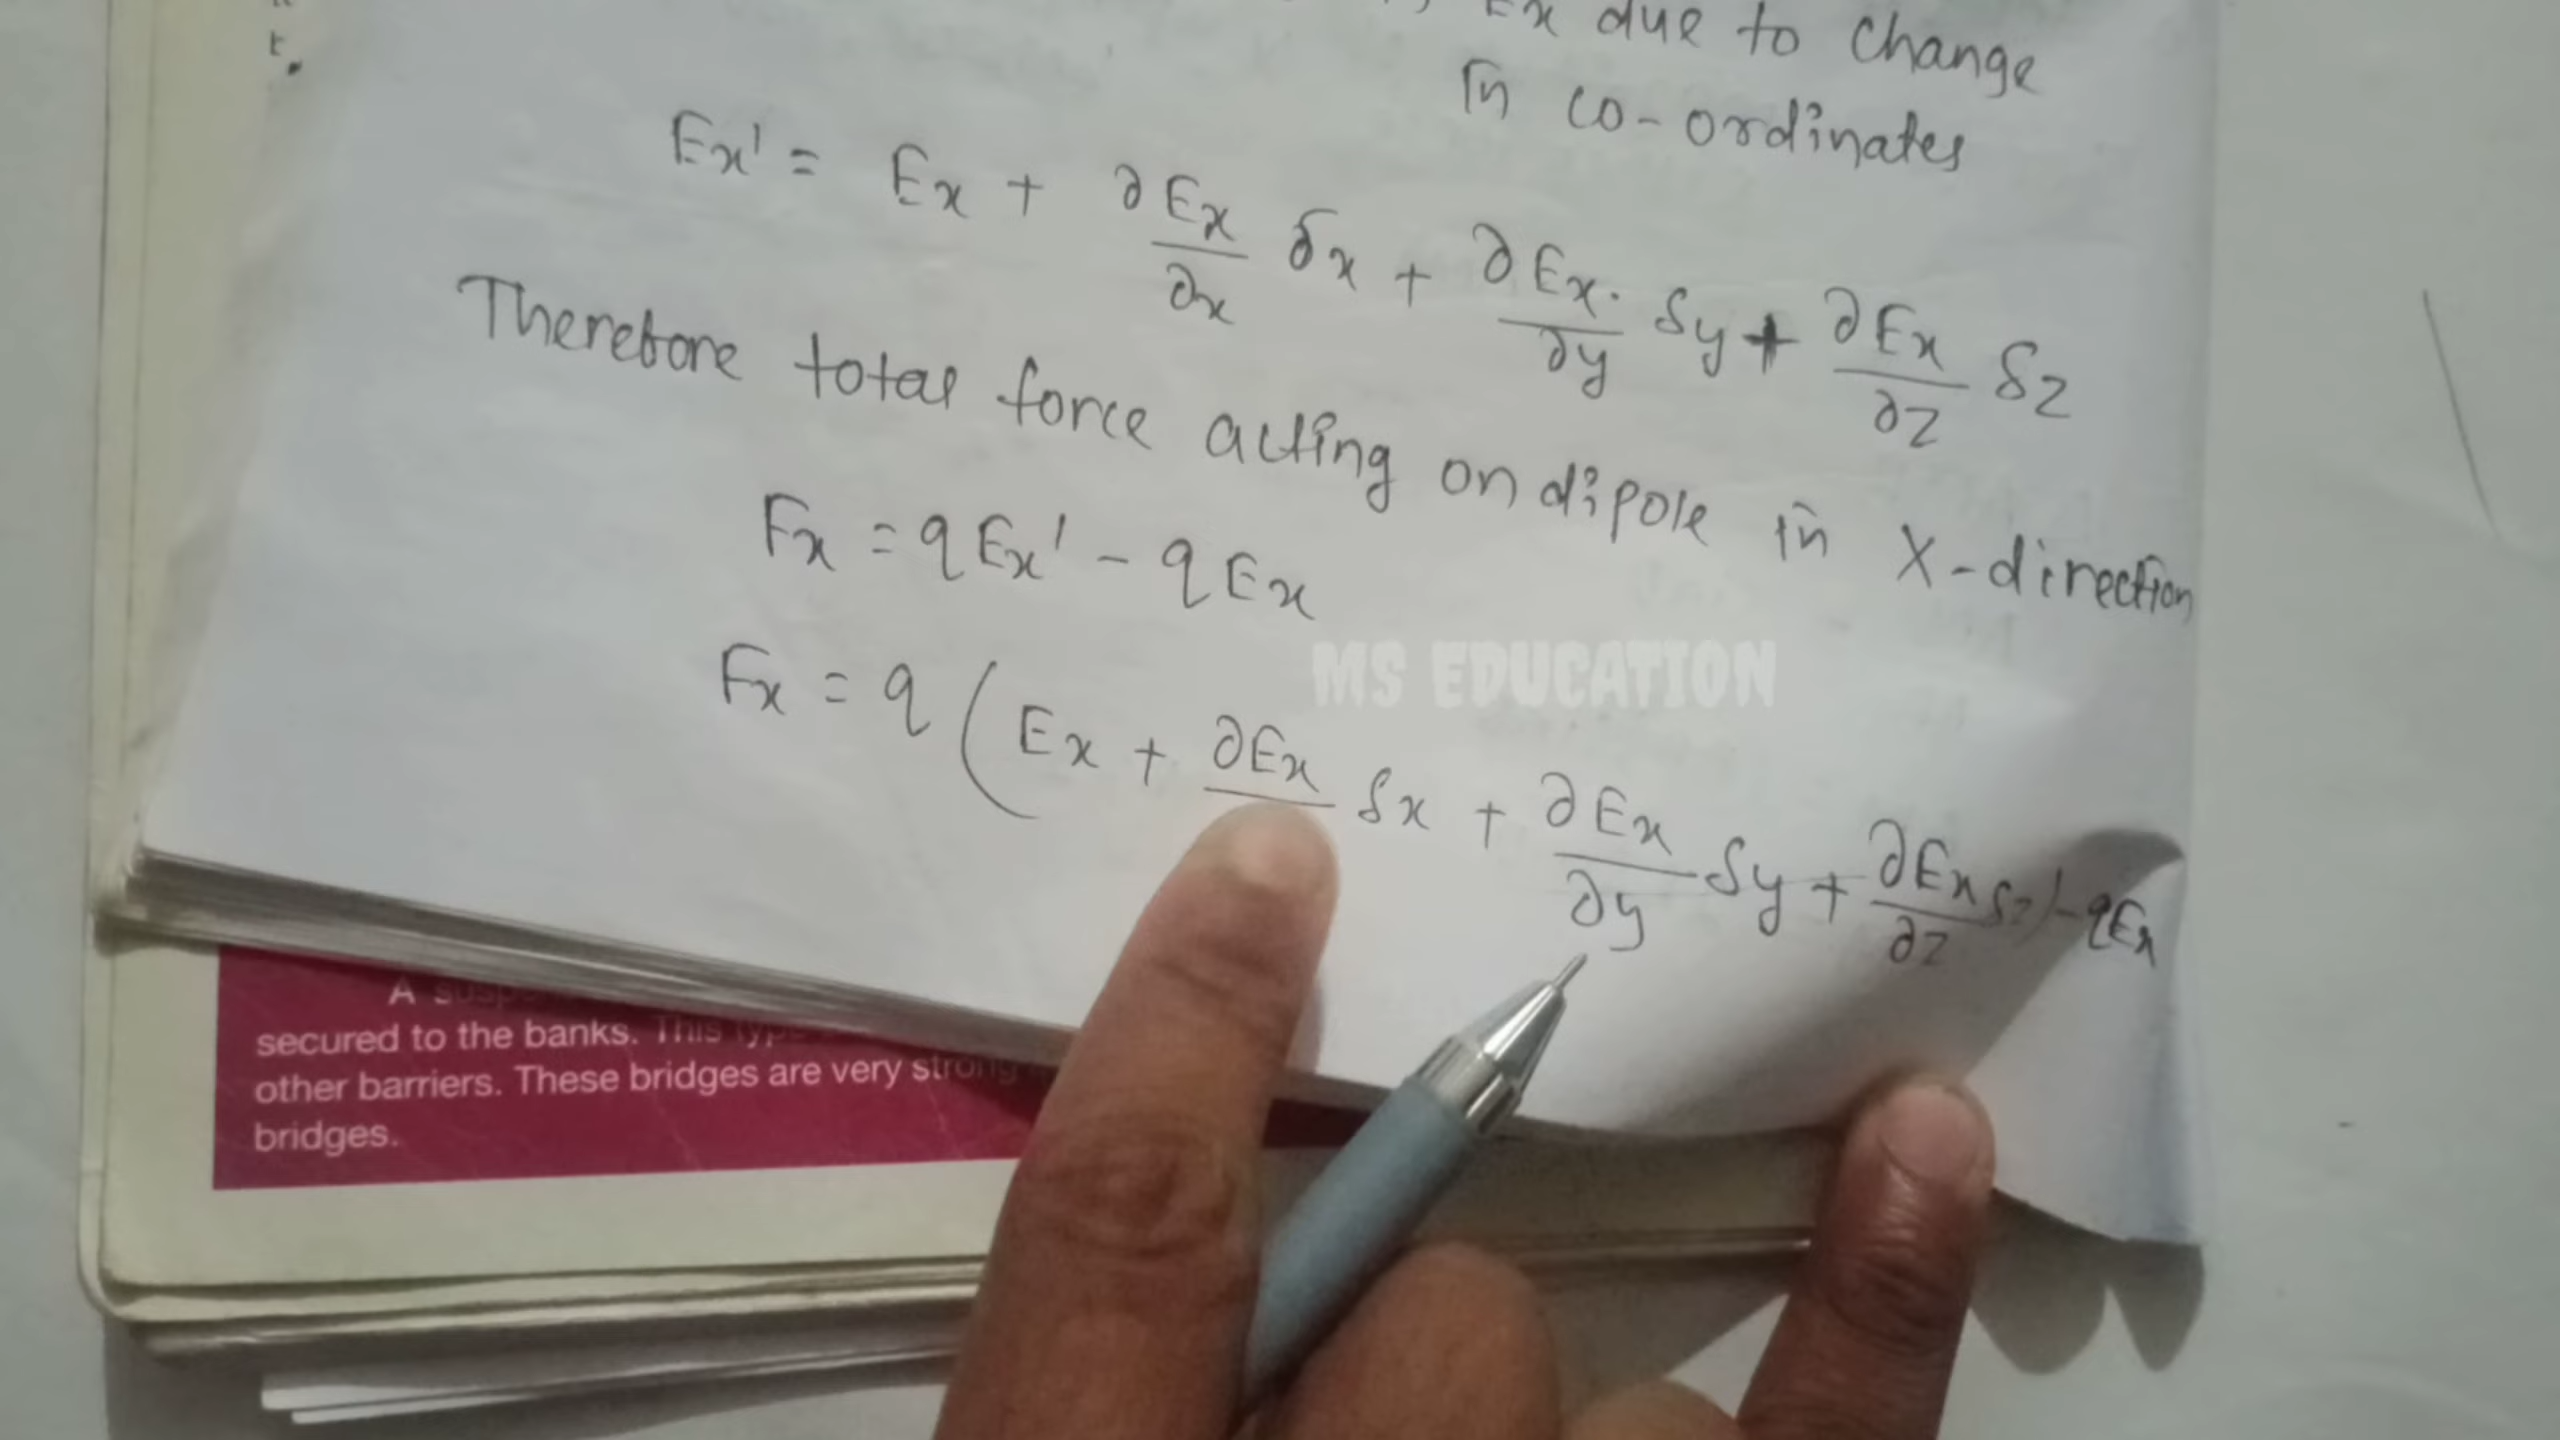 t.
Ex due to change
in co-ordinates
Ex' = Ex + ∂Ex/∂x δx + ∂Ex/∂y . δy + ∂Ex/∂z δz
Therefore total force acting on dipole in X-direction
Fx = qEx' - qEx
MS EDUCATION
Fx = q (Ex + ∂Ex δx + ∂Ex/∂y δy + ∂Ex/∂z δz) - qEx
A
secured to the banks. This
other barriers. These bridges are very strong
bridges.